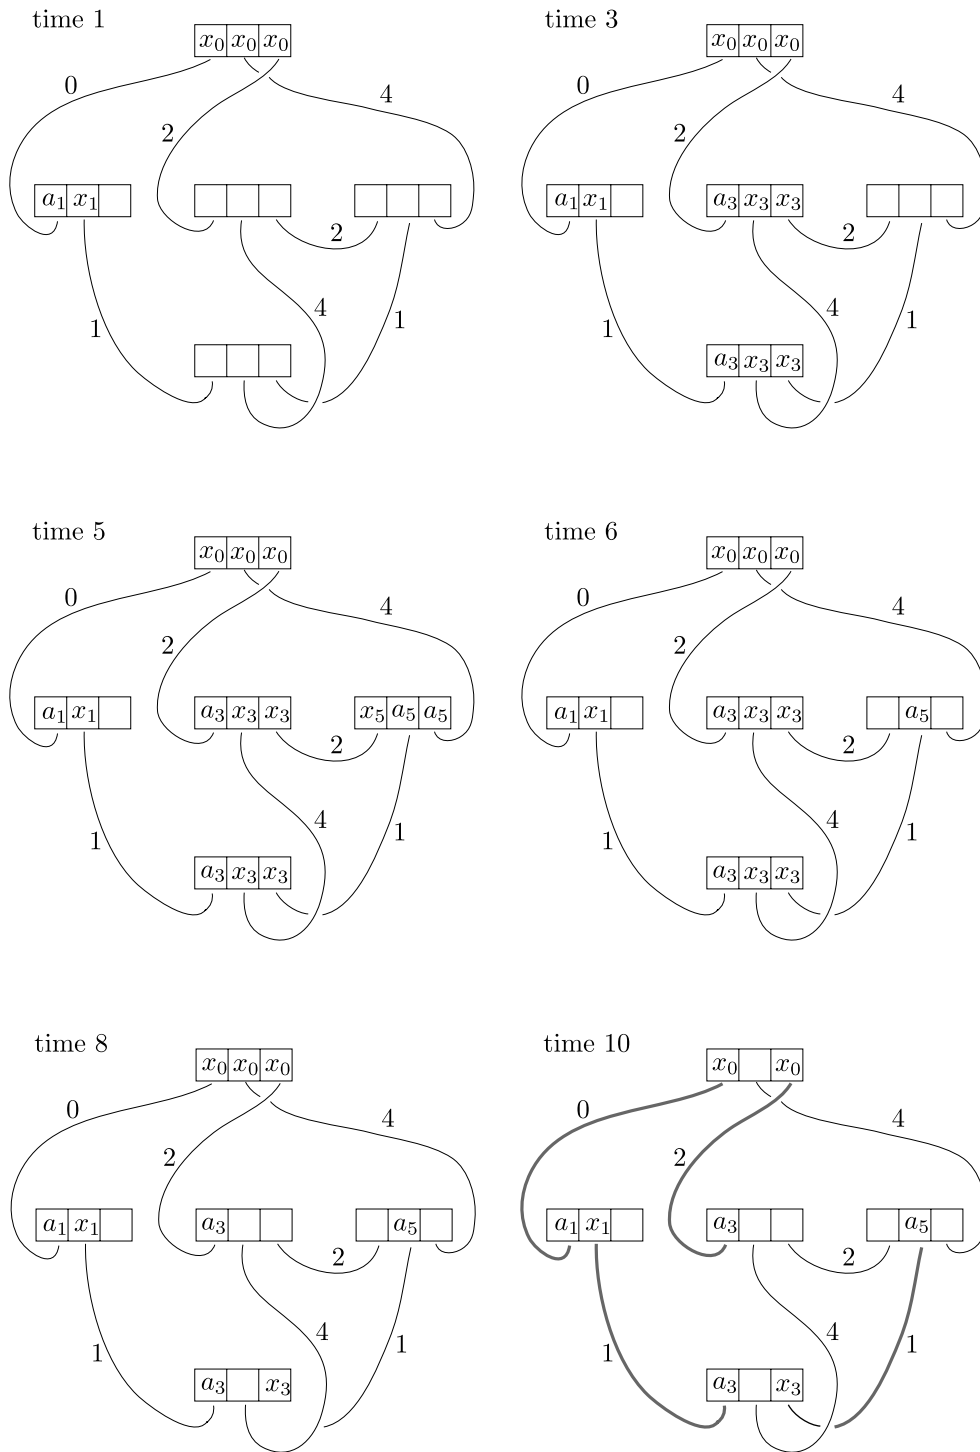 time 1 time 3
x₀ x₀ x₀ x₀ x₀ x₀
0 4 0 4
2 2
a₁ x₁ a₁ x₁ a₃ x₃ x₃
2 2
4 4
1 1 1 1
a₃ x₃ x₃
time 5 time 6
x₀ x₀ x₀ x₀ x₀ x₀
0 4 0 4
2 2
a₁ x₁ a₃ x₃ x₃ x₅ a₅ a₅ a₁ x₁ a₃ x₃ x₃ a₅
2 2
4 4
1 1 1 1
a₃ x₃ x₃ a₃ x₃ x₃
time 8 time 10
x₀ x₀ x₀ x₀ x₀
0 4 0 4
2 2
a₁ x₁ a₃ a₅ a₁ x₁ a₃ a₅
2 2
4 4
1 1 1 1
a₃ x₃ a₃ x₃